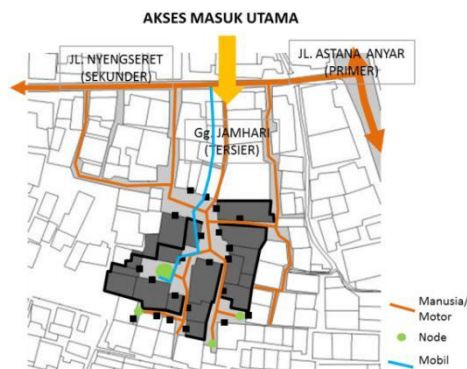 AKSES MASUK UTAMA
JL. NYENGSERET
(SEKUNDER)
JL. ASTANA ANYAR
(PRIMER)
Gg. JAMHARI
(TERSIER)
Manusia/
Motor
Node
Mobil